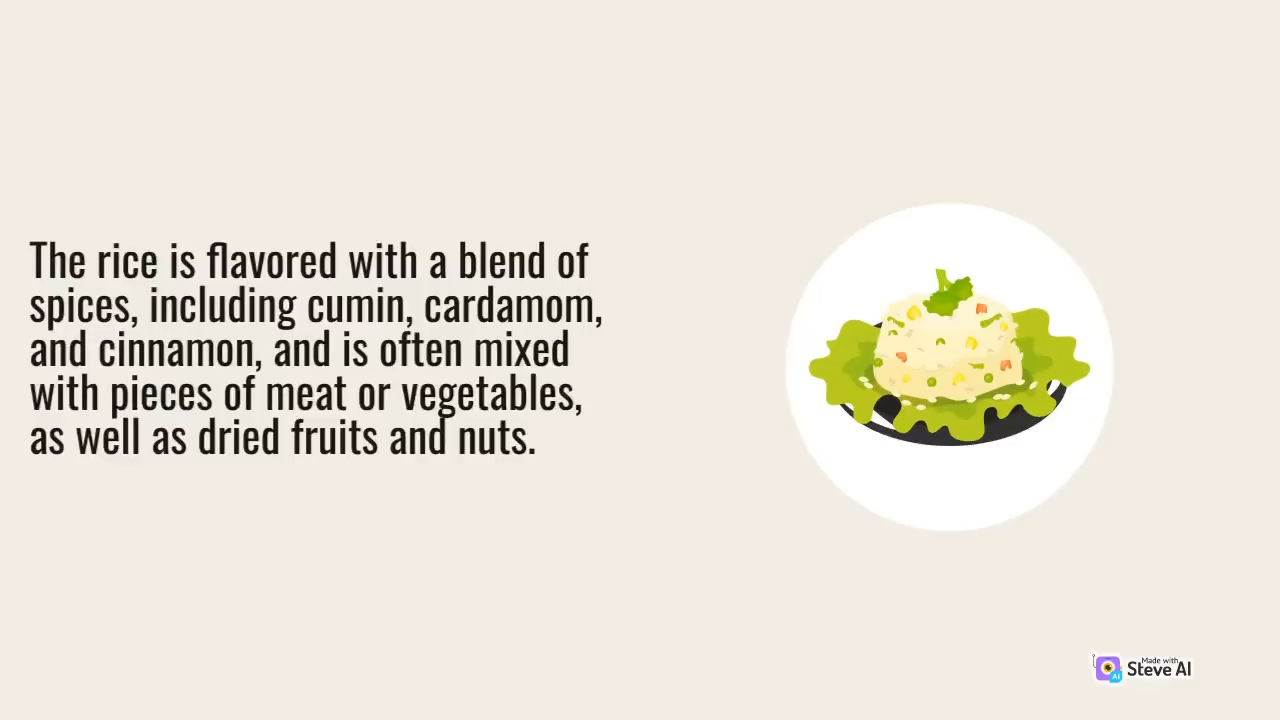 The rice is flavored with a blend of
spices, including cumin, cardamom,
and cinnamon, and is often mixed
with pieces of meat or vegetables,
as well as dried fruits and nuts.
Made with
Steve AI
AI